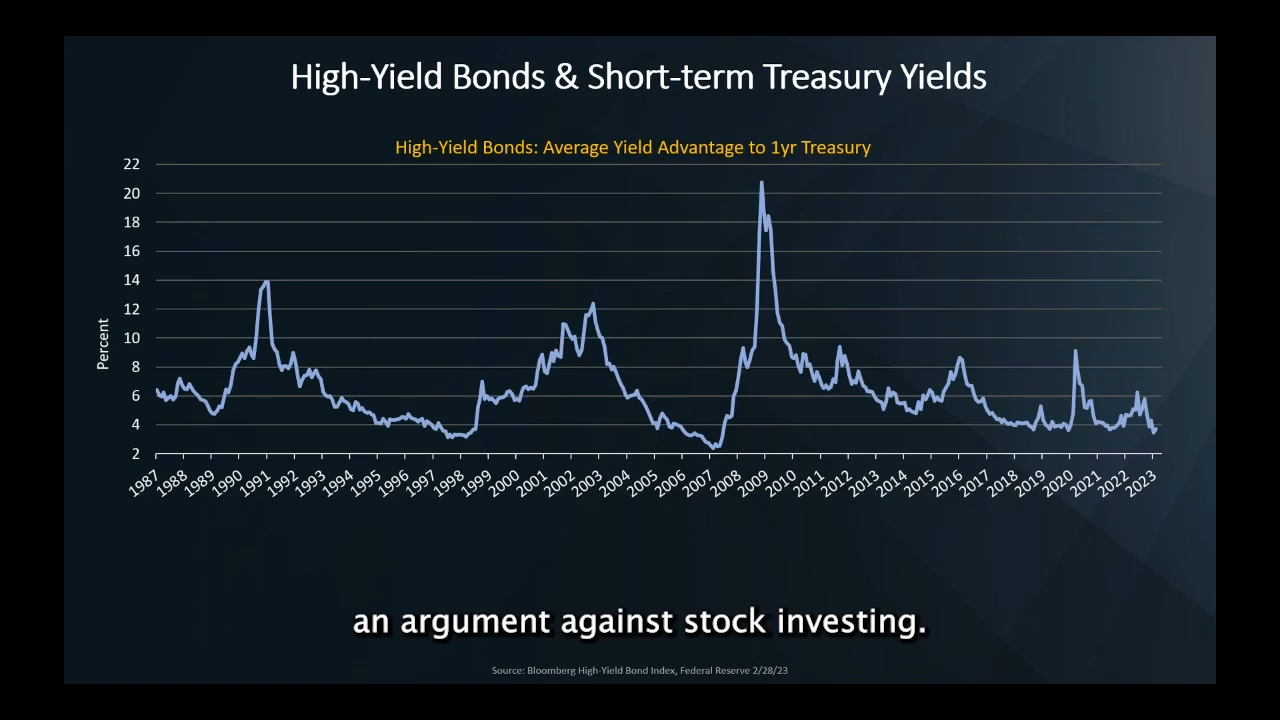 High-Yield Bonds & Short-term Treasury Yields
High-Yield Bonds: Average Yield Advantage to 1yr Treasury
22
20
18
16
14
12
10
8
6
4
2
Percent
1987 1988 1989 1990 1991 1992 1993 1994 1995 1996 1997 1998 1999 2000 2001 2002 2003 2004 2005 2006 2007 2008 2009 2010 2011 2012 2013 2014 2015 2016 2017 2018 2019 2020 2021 2022 2023
an argument against stock investing.
Source: Bloomberg High-Yield Bond Index, Federal Reserve 2/28/23